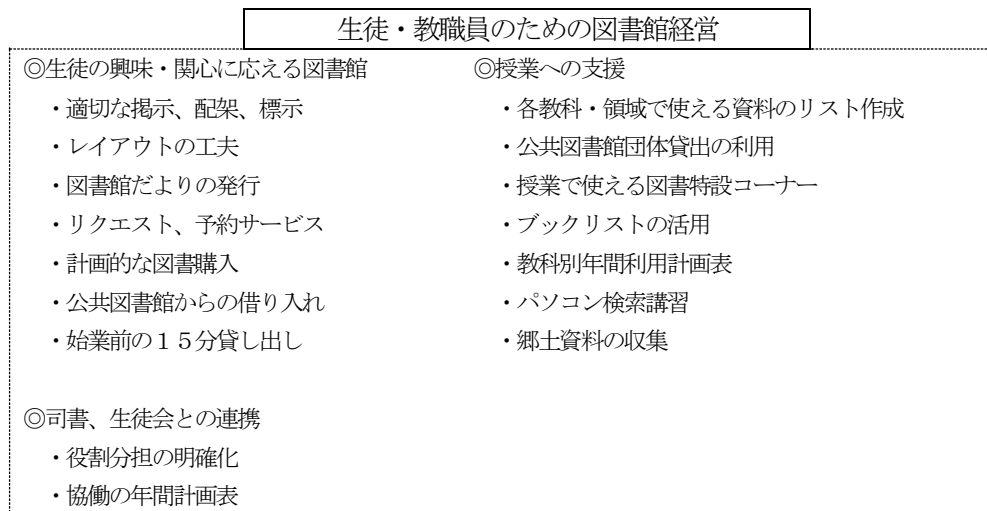 生徒・教職員のための図書館経営
◎生徒の興味・関心に応える図書館
・適切な掲示、配架、標示
・レイアウトの工夫
・図書館だよりの発行
・リクエスト、予約サービス
・計画的な図書購入
・公共図書館からの借り入れ
・始業前の１５分貸し出し
◎授業への支援
・各教科・領域で使える資料のリスト作成
・公共図書館団体貸出の利用
・授業で使える図書特設コーナー
・ブックリストの活用
・教科別年間利用計画表
・パソコン検索講習
・郷土資料の収集
◎司書、生徒会との連携
・役割分担の明確化
・協働の年間計画表